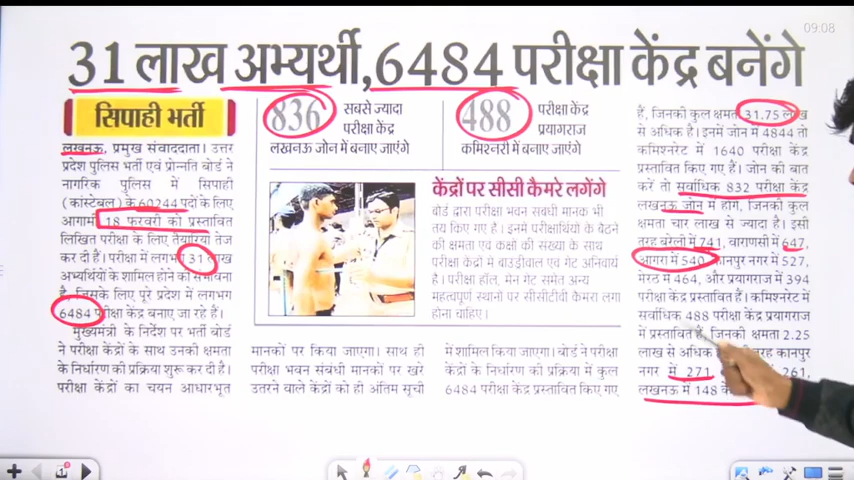 09:08
31 लाख अभ्यर्थी, 6484 परीक्षा केंद्र बनेंगे
सिपाही भर्ती
लखनऊ, प्रमुख संवाददाता। उत्तर
प्रदेश पुलिस भर्ती एवं प्रोन्नति बोर्ड ने
नागरिक पुलिस में सिपाही
(कांस्टेबल) के 60244 पदों के लिए
आगामी 18 फरवरी को प्रस्तावित
लिखित परीक्षा के लिए तैयारियां तेज
कर दी हैं। परीक्षा में लगभग 31 लाख
अभ्यर्थियों के शामिल होने की संभावना
है, जिसके लिए पूरे प्रदेश में लगभग
6484 परीक्षा केंद्र बनाए जा रहे हैं।
मुख्यमंत्री के निर्देश पर भर्ती बोर्ड
ने परीक्षा केंद्रों के साथ उनकी क्षमता
के निर्धारण की प्रक्रिया शुरू कर दी है।
परीक्षा केंद्रों का चयन आधारभूत
836
सबसे ज्यादा
परीक्षा केंद्र
लखनऊ जोन में बनाए जाएंगे
488
परीक्षा केंद्र
प्रयागराज
कमिश्नरी में बनाए जाएंगे
केंद्रों पर सीसी कैमरे लगेंगे
बोर्ड द्वारा परीक्षा भवन संबंधी मानक भी
तय किए गए हैं। इनमें परीक्षार्थियों के बैठने
की क्षमता एवं कक्षों की संख्या के साथ
परीक्षा केंद्रों में बाउंड्रीवाल एवं गेट अनिवार्य
है। परीक्षा हॉल, मेन गेट समेत अन्य
महत्वपूर्ण स्थानों पर सीसीटीवी कैमरा लगा
होना चाहिए।
मानकों पर किया जाएगा। साथ ही
परीक्षा भवन संबंधी मानकों पर खरे
उतरने वाले केंद्रों को ही अंतिम सूची
में शामिल किया जाएगा। बोर्ड ने परीक्षा
केंद्रों के निर्धारण की प्रक्रिया में कुल
6484 परीक्षा केंद्र प्रस्तावित किए गए
हैं, जिनकी कुल क्षमता 31.75 लाख
से अधिक है। इनमें जोन में 4844 तो
कमिश्नरेट में 1640 परीक्षा केंद्र
प्रस्तावित किए गए हैं। जोन की बात
करें तो सर्वाधिक 832 परीक्षा केंद्र
लखनऊ जोन में होंगे, जिनकी कुल
क्षमता चार लाख से ज्यादा है। इसी
तरह बरेली में 741, वाराणसी में 647,
आगरा में 540, कानपुर नगर में 527,
मेरठ में 464, और प्रयागराज में 394
परीक्षा केंद्र प्रस्तावित हैं। कमिश्नरेट में
सर्वाधिक 488 परीक्षा केंद्र प्रयागराज
में प्रस्तावित हैं, जिनकी क्षमता 2.25
लाख से अधिक तरह कानपुर
नगर में 271, में 261,
लखनऊ में 148